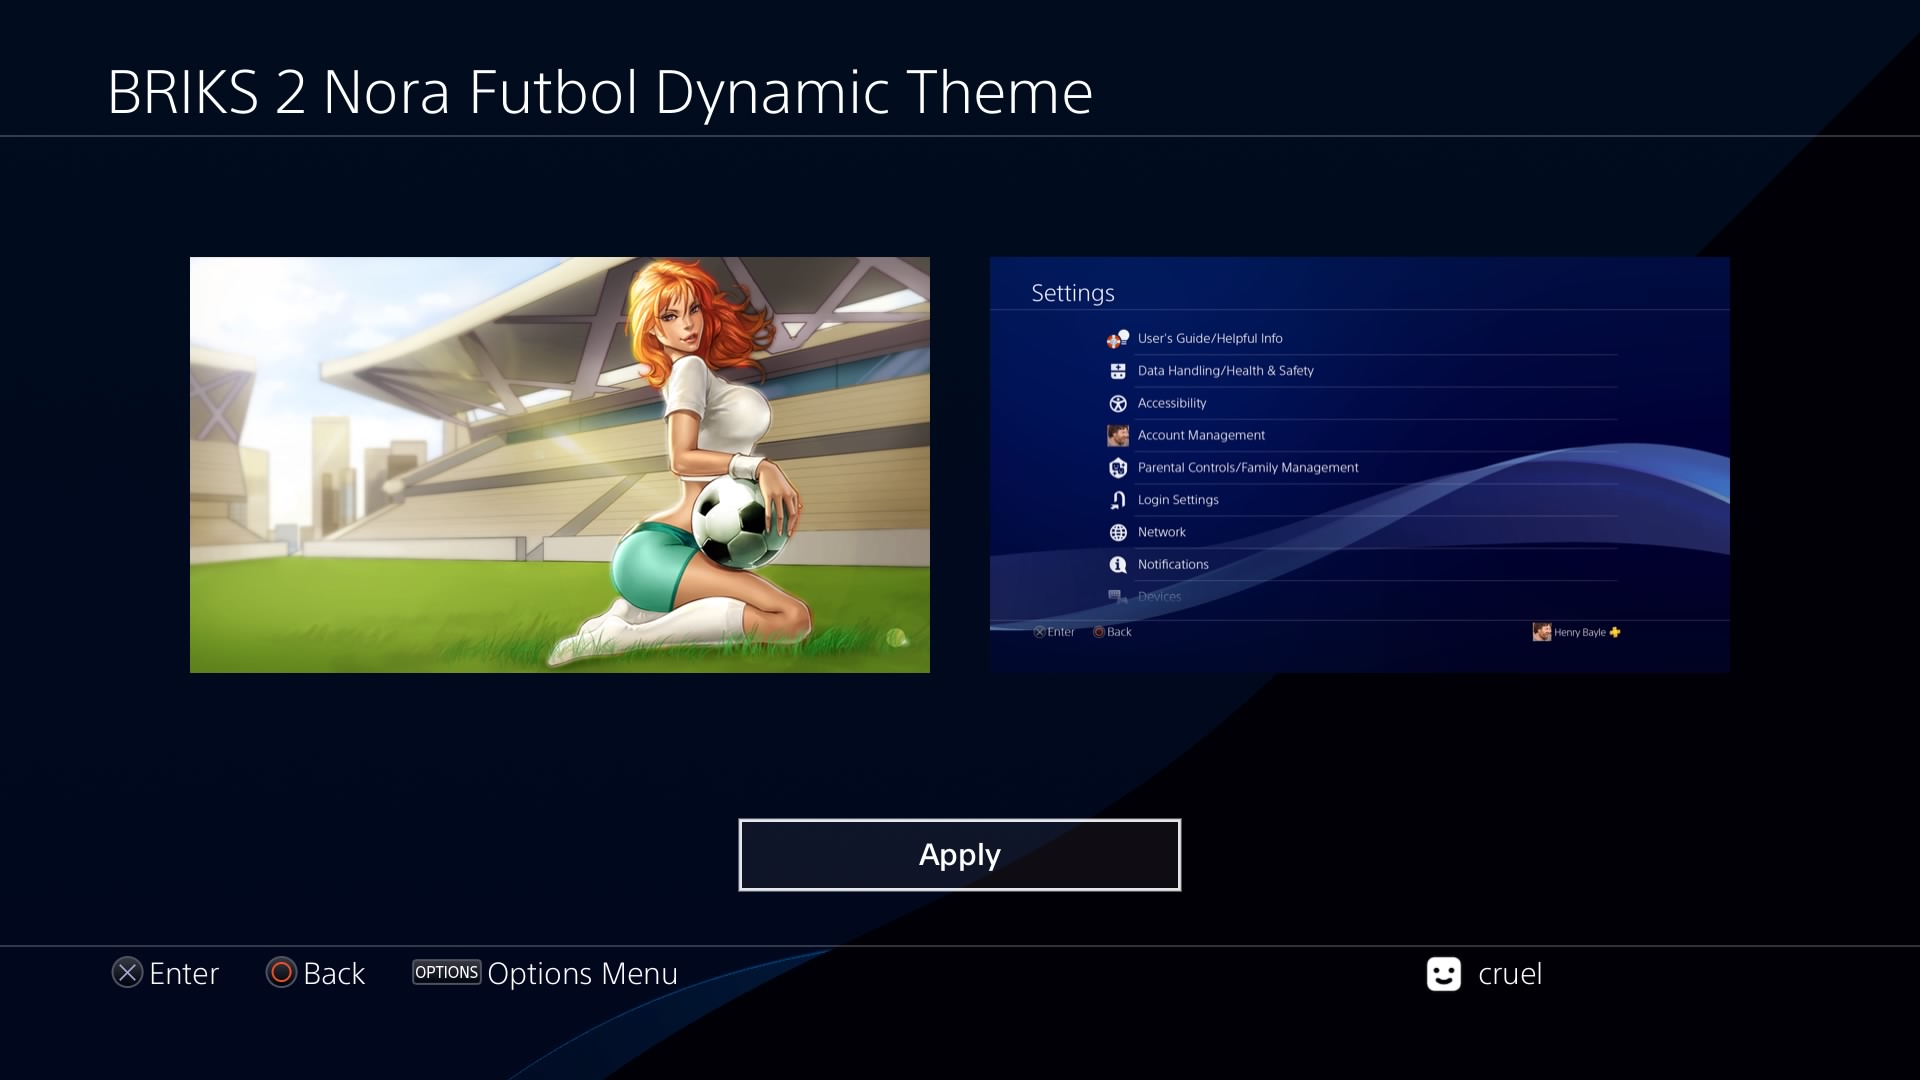 BRIKS 2 Nora Futbol Dynamic Theme
Settings
User's Guide/Helpful Info
Data Handling/Health & Safety
Accessibility
Account Management
Parental Controls/Family Management
Login Settings
Network
Notifications
Devices
Enter Back Henry Bayle
Apply
Enter Back OPTIONS Options Menu cruel